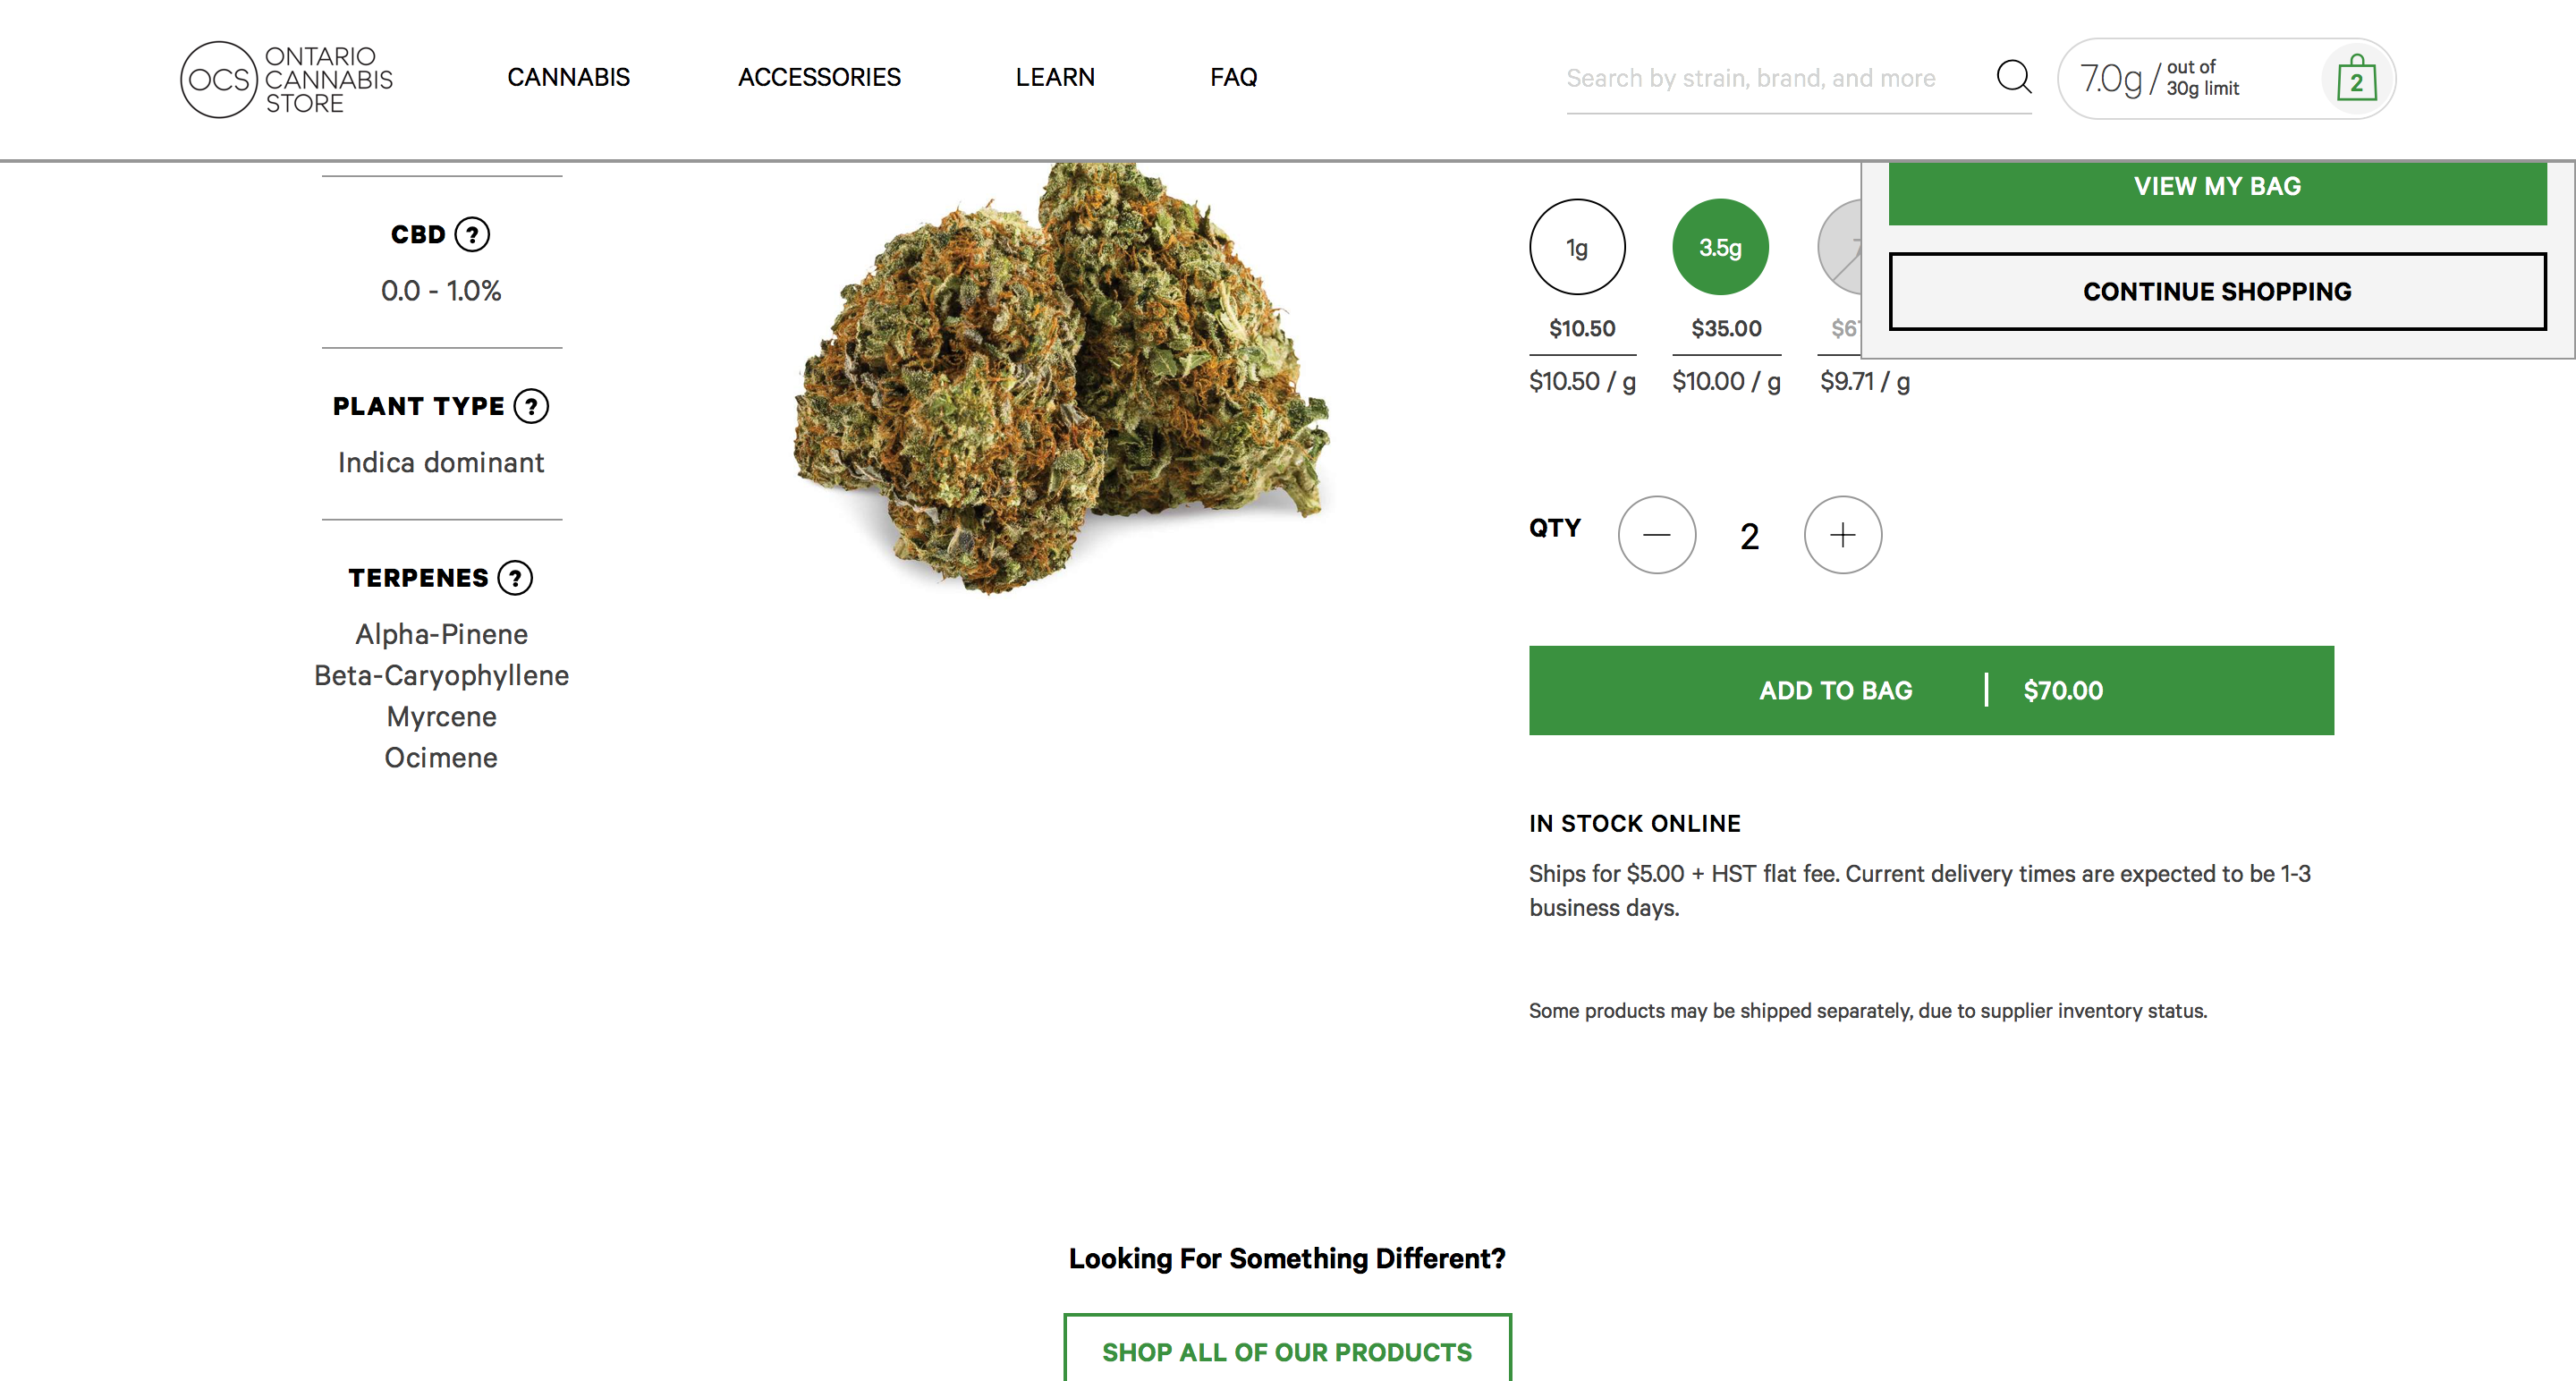 OCS
ONTARIO
CANNABIS
STORE
CANNABIS
ACCESSORIES
LEARN
FAQ
Search by strain, brand, and more
7.0g / out of
30g limit
2
VIEW MY BAG
CONTINUE SHOPPING
CBD ?
0.0 - 1.0%
PLANT TYPE ?
Indica dominant
TERPENES ?
Alpha-Pinene
Beta-Caryophyllene
Myrcene
Ocimene
1g
3.5g
$10.50
$35.00
$10.50 / g
$10.00 / g
$9.71 / g
QTY
2
ADD TO BAG | $70.00
IN STOCK ONLINE
Ships for $5.00 + HST flat fee. Current delivery times are expected to be 1-3
business days.
Some products may be shipped separately, due to supplier inventory status.
Looking For Something Different?
SHOP ALL OF OUR PRODUCTS